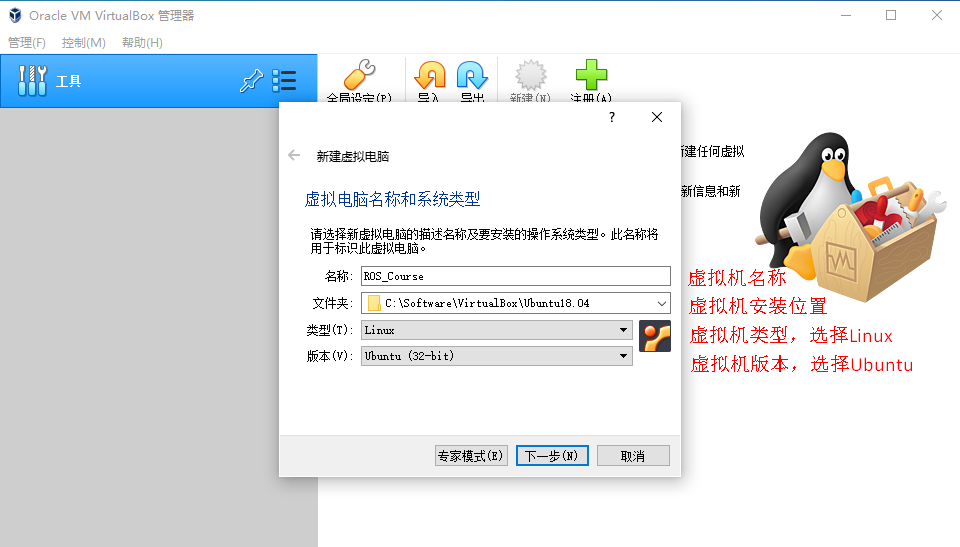 Oracle VM VirtualBox 管理器
管理(F) 控制(M) 帮助(H)
工具
全局设定(P) 导入 导出 新建(N) 注册(A)
?
新建虚拟电脑
新建任何虚拟
虚拟电脑名称和系统类型
新信息和新
请选择新虚拟电脑的描述名称及要安装的操作系统类型。此名称将
用于标识此虚拟电脑。
名称: ROS_Course 虚拟机名称
文件夹: C:\Software\VirtualBox\Ubuntu18.04 虚拟机安装位置
类型(T): Linux 虚拟机类型，选择Linux
版本(V): Ubuntu (32-bit) 虚拟机版本，选择Ubuntu
专家模式(E) 下一步(N) 取消